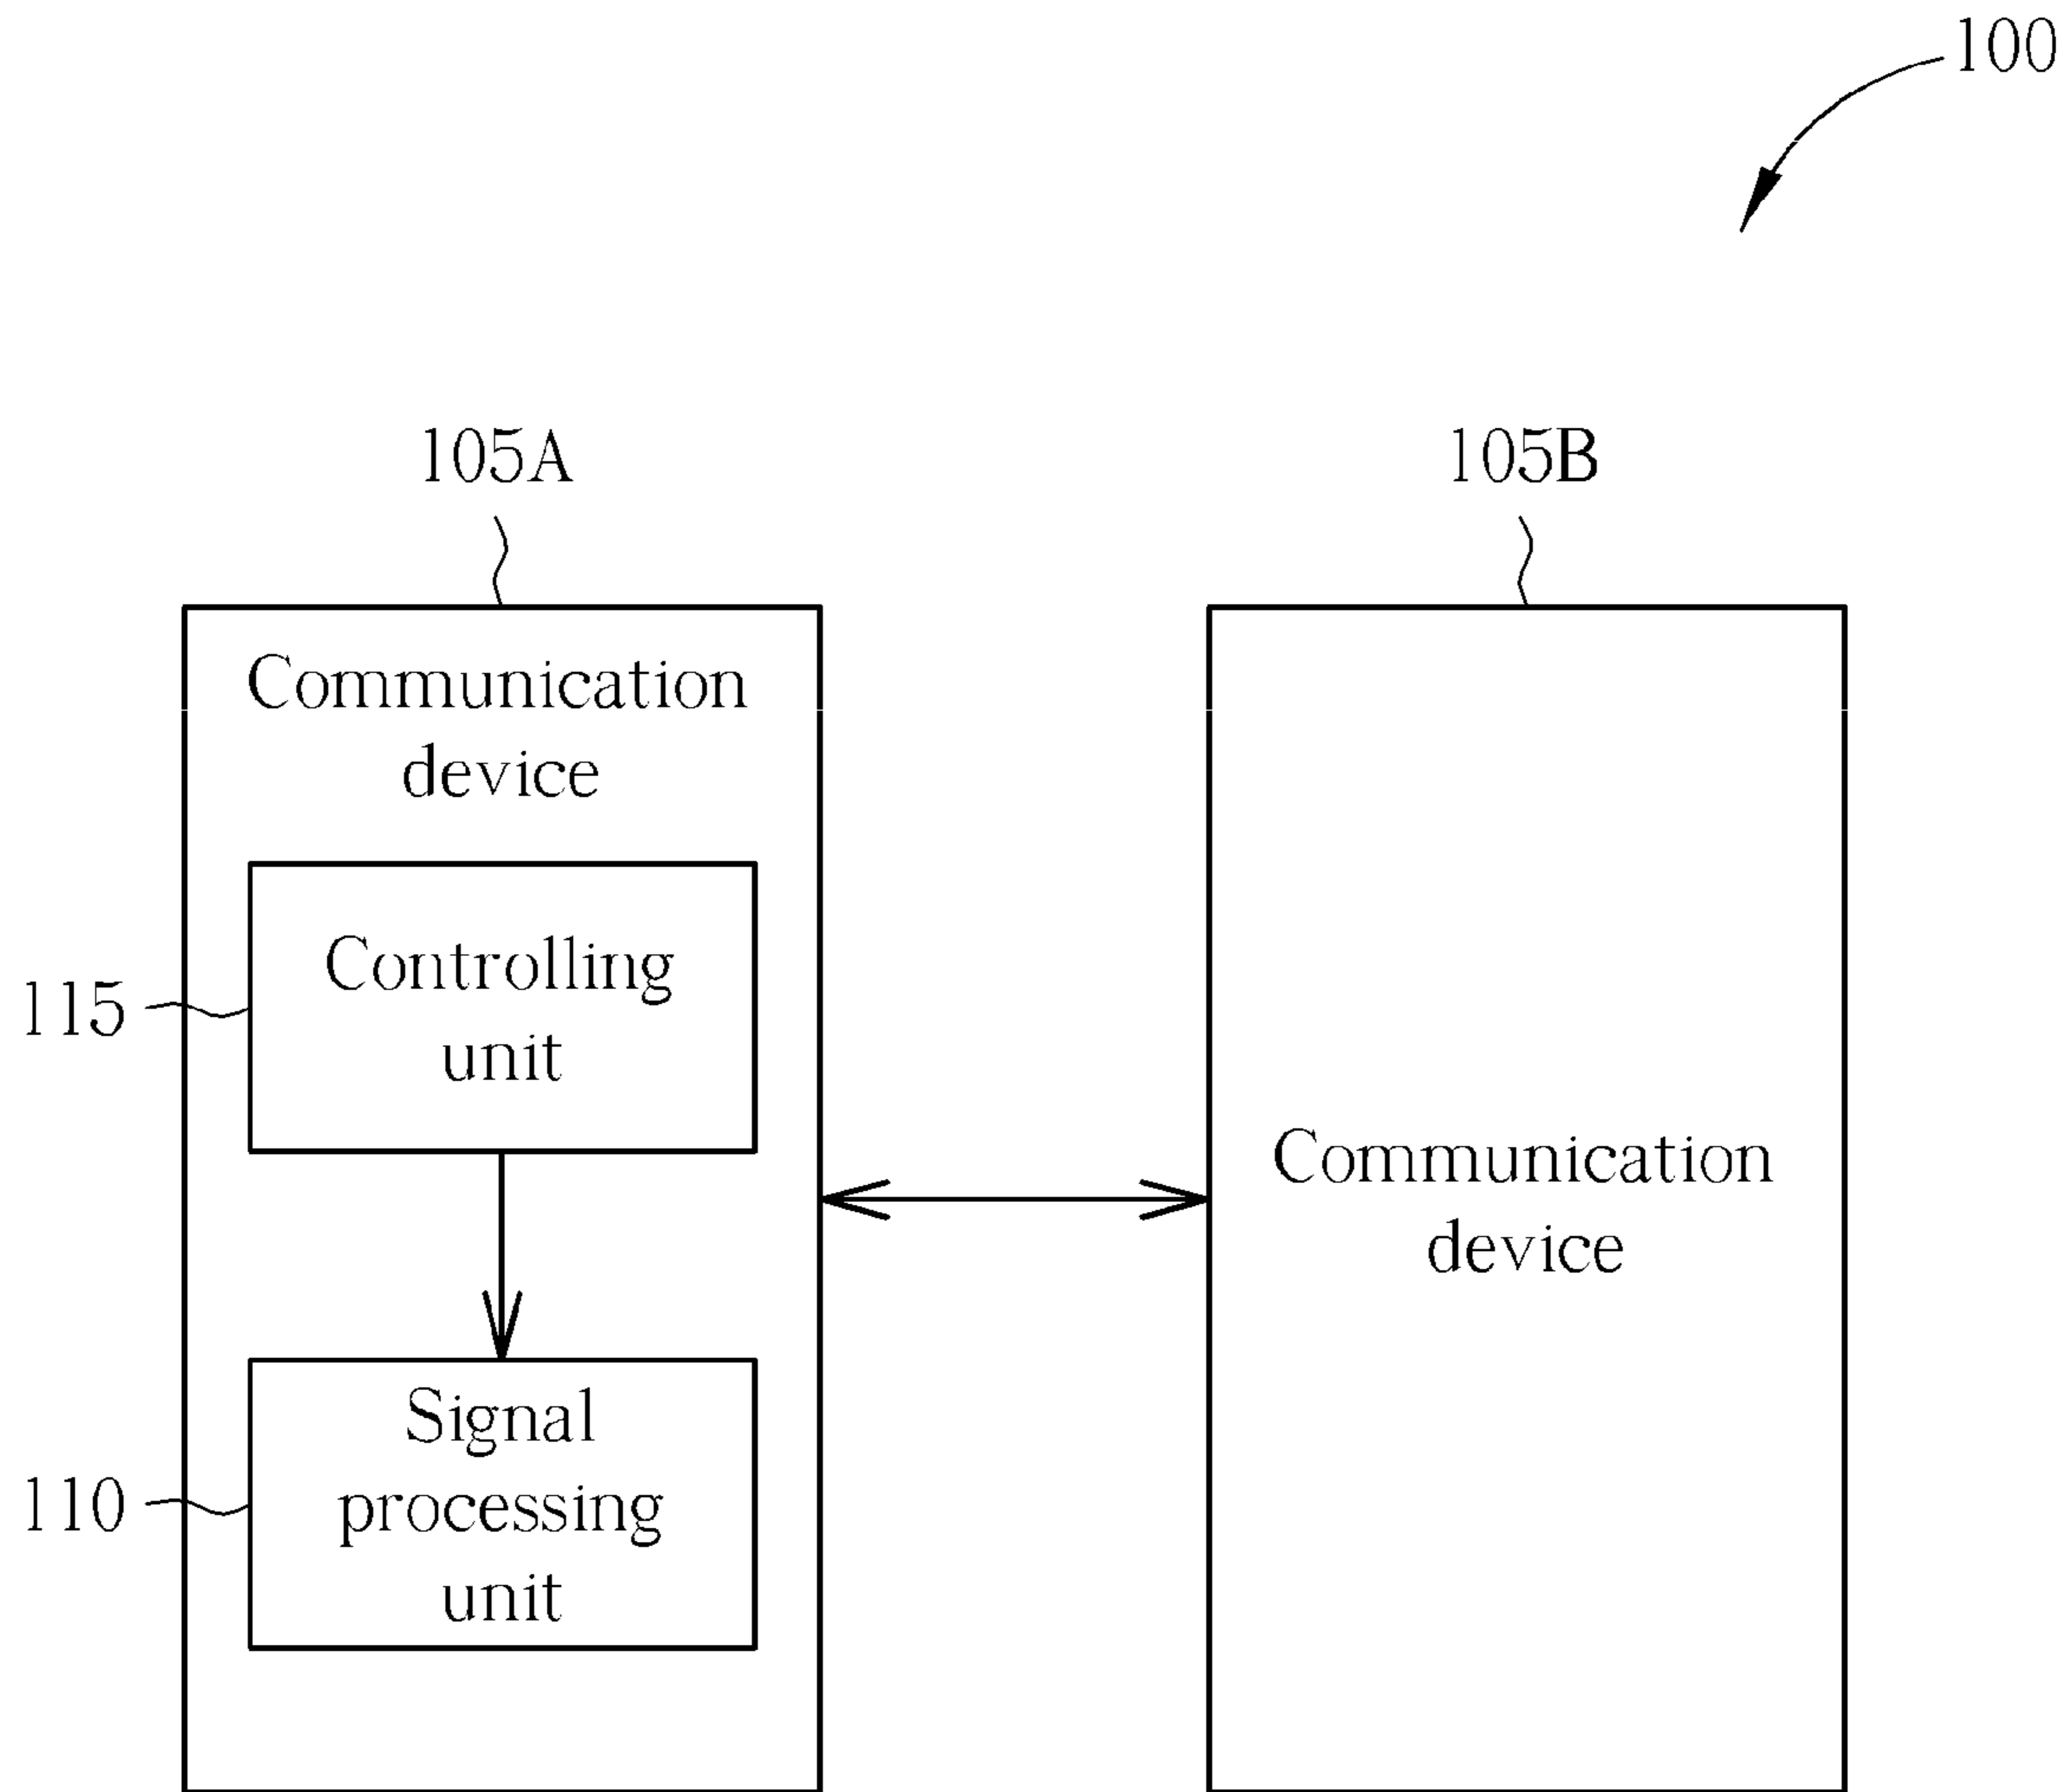 100
105A
105B
Communication
device
Controlling
unit
115
Communication
device
Signal
processing
unit
110